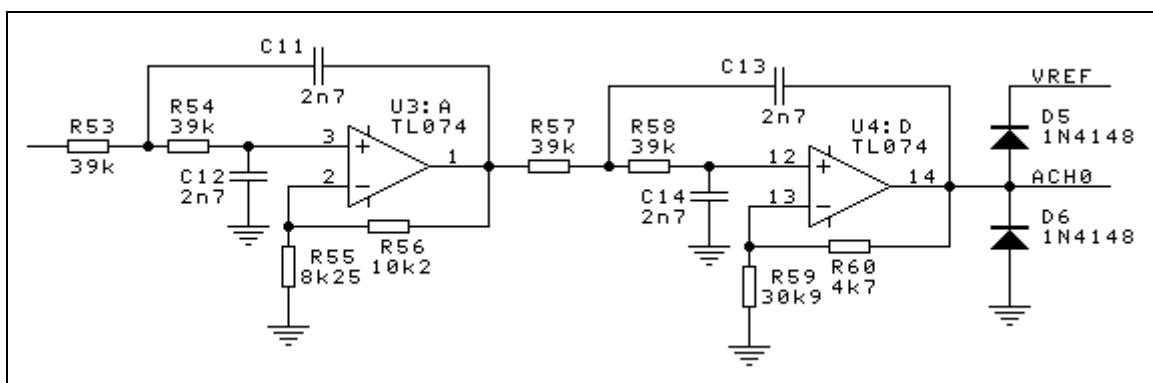 C11
2n7
R53
39k
R54
39k
C12
2n7
U3:A
TL074
3
2
1
+
−
R55
8k25
R56
10k2
R57
39k
R58
39k
C13
2n7
C14
2n7
U4:D
TL074
12
13
14
+
−
R59
30k9
R60
4k7
VREF
D5
1N4148
ACH0
D6
1N4148